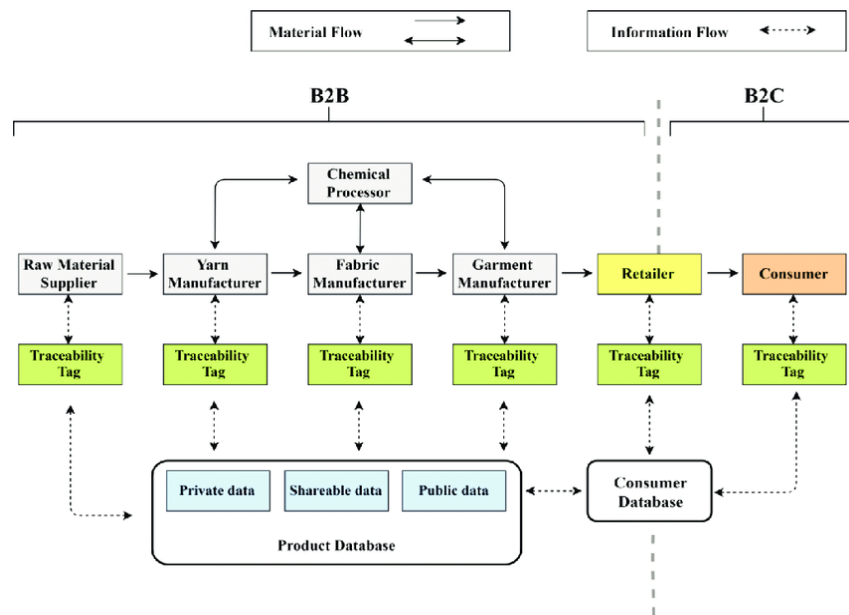 Material Flow
Information Flow
B2B
B2C
Chemical
Processor
Raw Material
Supplier
Yarn
Manufacturer
Fabric
Manufacturer
Garment
Manufacturer
Retailer
Consumer
Traceability
Tag
Traceability
Tag
Traceability
Tag
Traceability
Tag
Traceability
Tag
Traceability
Tag
Private data
Shareable data
Public data
Product Database
Consumer
Database